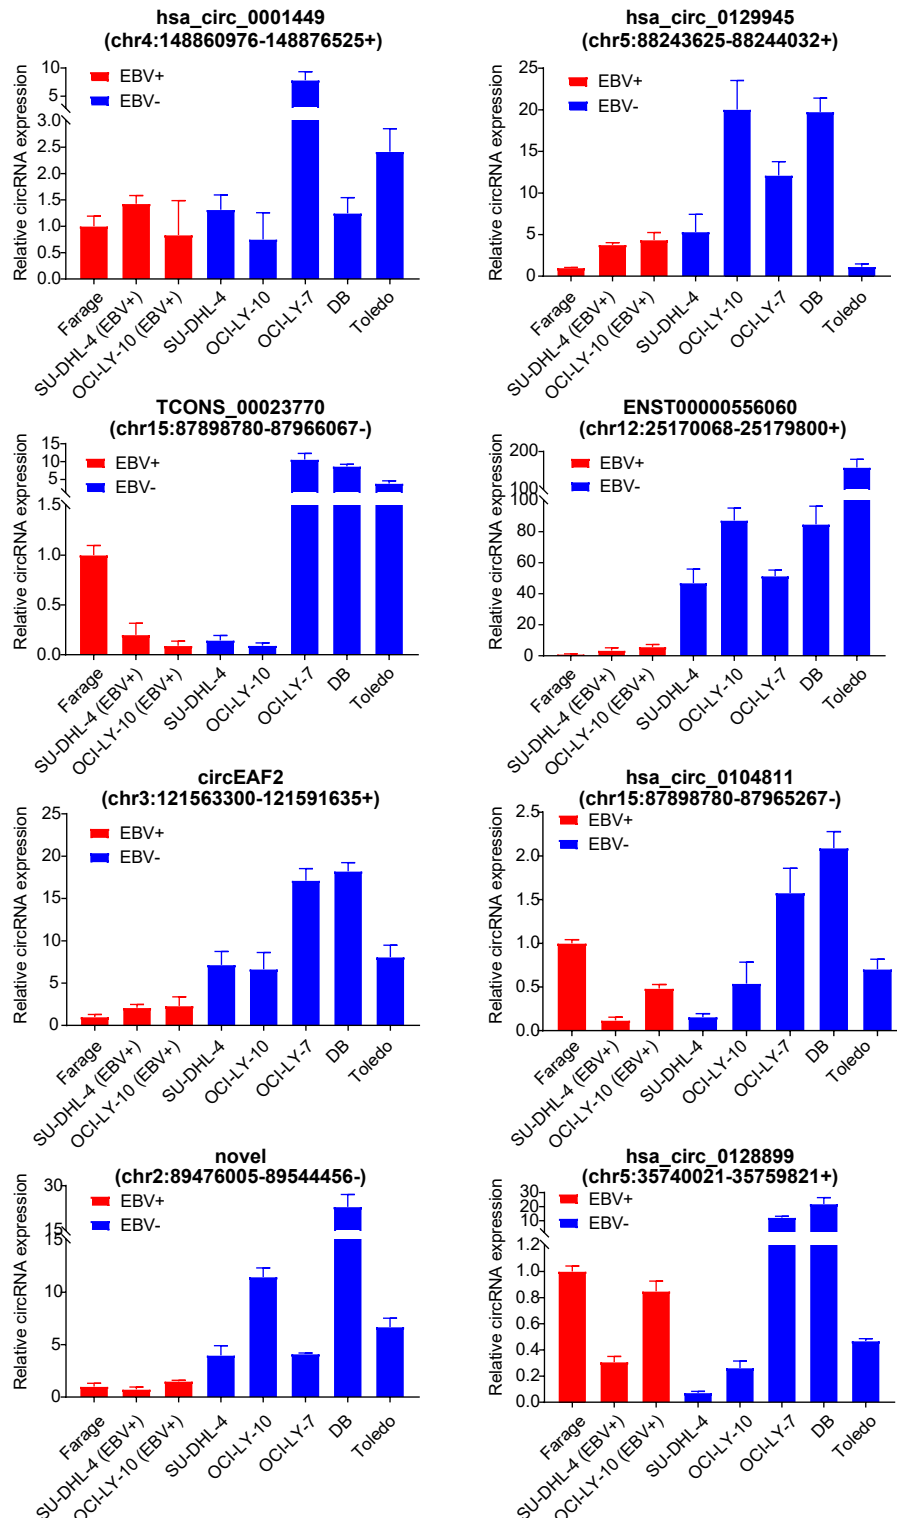 hsa_circ_0001449
(chr4:148860976-148876525+)
Relative circRNA expression
10
5
3.0
2.5
2.0
1.5
1.0
0.5
0.0
EBV+
EBV-
Farage
SU-DHL-4 (EBV+)
OCI-LY-10 (EBV+)
SU-DHL-4
OCI-LY-10
OCI-LY-7
DB
Toledo
hsa_circ_0129945
(chr5:88243625-88244032+)
Relative circRNA expression
25
20
15
10
5
0
EBV+
EBV-
Farage
SU-DHL-4 (EBV+)
OCI-LY-10 (EBV+)
SU-DHL-4
OCI-LY-10
OCI-LY-7
DB
Toledo
TCONS_00023770
(chr15:87898780-87966067-)
Relative circRNA expression
15
10
5
1.5
1.0
0.5
0.0
EBV+
EBV-
Farage
SU-DHL-4 (EBV+)
OCI-LY-10 (EBV+)
SU-DHL-4
OCI-LY-10
OCI-LY-7
DB
Toledo
ENST00000556060
(chr12:25170068-25179800+)
Relative circRNA expression
200
100
100
80
60
40
20
0
EBV+
EBV-
Farage
SU-DHL-4 (EBV+)
OCI-LY-10 (EBV+)
SU-DHL-4
OCI-LY-10
OCI-LY-7
DB
Toledo
circEAF2
(chr3:121563300-121591635+)
Relative circRNA expression
25
20
15
10
5
0
EBV+
EBV-
Farage
SU-DHL-4 (EBV+)
OCI-LY-10 (EBV+)
SU-DHL-4
OCI-LY-10
OCI-LY-7
DB
Toledo
hsa_circ_0104811
(chr15:87898780-87965267-)
Relative circRNA expression
2.5
2.0
1.5
1.0
0.5
0.0
EBV+
EBV-
Farage
SU-DHL-4 (EBV+)
OCI-LY-10 (EBV+)
SU-DHL-4
OCI-LY-10
OCI-LY-7
DB
Toledo
novel
(chr2:89476005-89544456-)
Relative circRNA expression
30
15
15
10
5
0
EBV+
EBV-
Farage
SU-DHL-4 (EBV+)
OCI-LY-10 (EBV+)
SU-DHL-4
OCI-LY-10
OCI-LY-7
DB
Toledo
hsa_circ_0128899
(chr5:35740021-35759821+)
Relative circRNA expression
30
20
10
1.2
1.0
0.8
0.6
0.4
0.2
0.0
EBV+
EBV-
Farage
SU-DHL-4 (EBV+)
OCI-LY-10 (EBV+)
SU-DHL-4
OCI-LY-10
OCI-LY-7
DB
Toledo